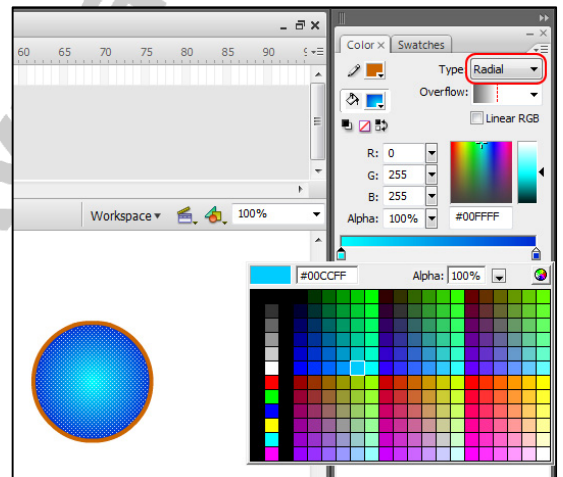 Color × Swatches
60 65 70 75 80 85 90 9
Type: Radial
Overflow:
Linear RGB
R: 0
G: 255
B: 255
Workspace 100%
Alpha: 100% #00FFFF
#00CCFF Alpha: 100%